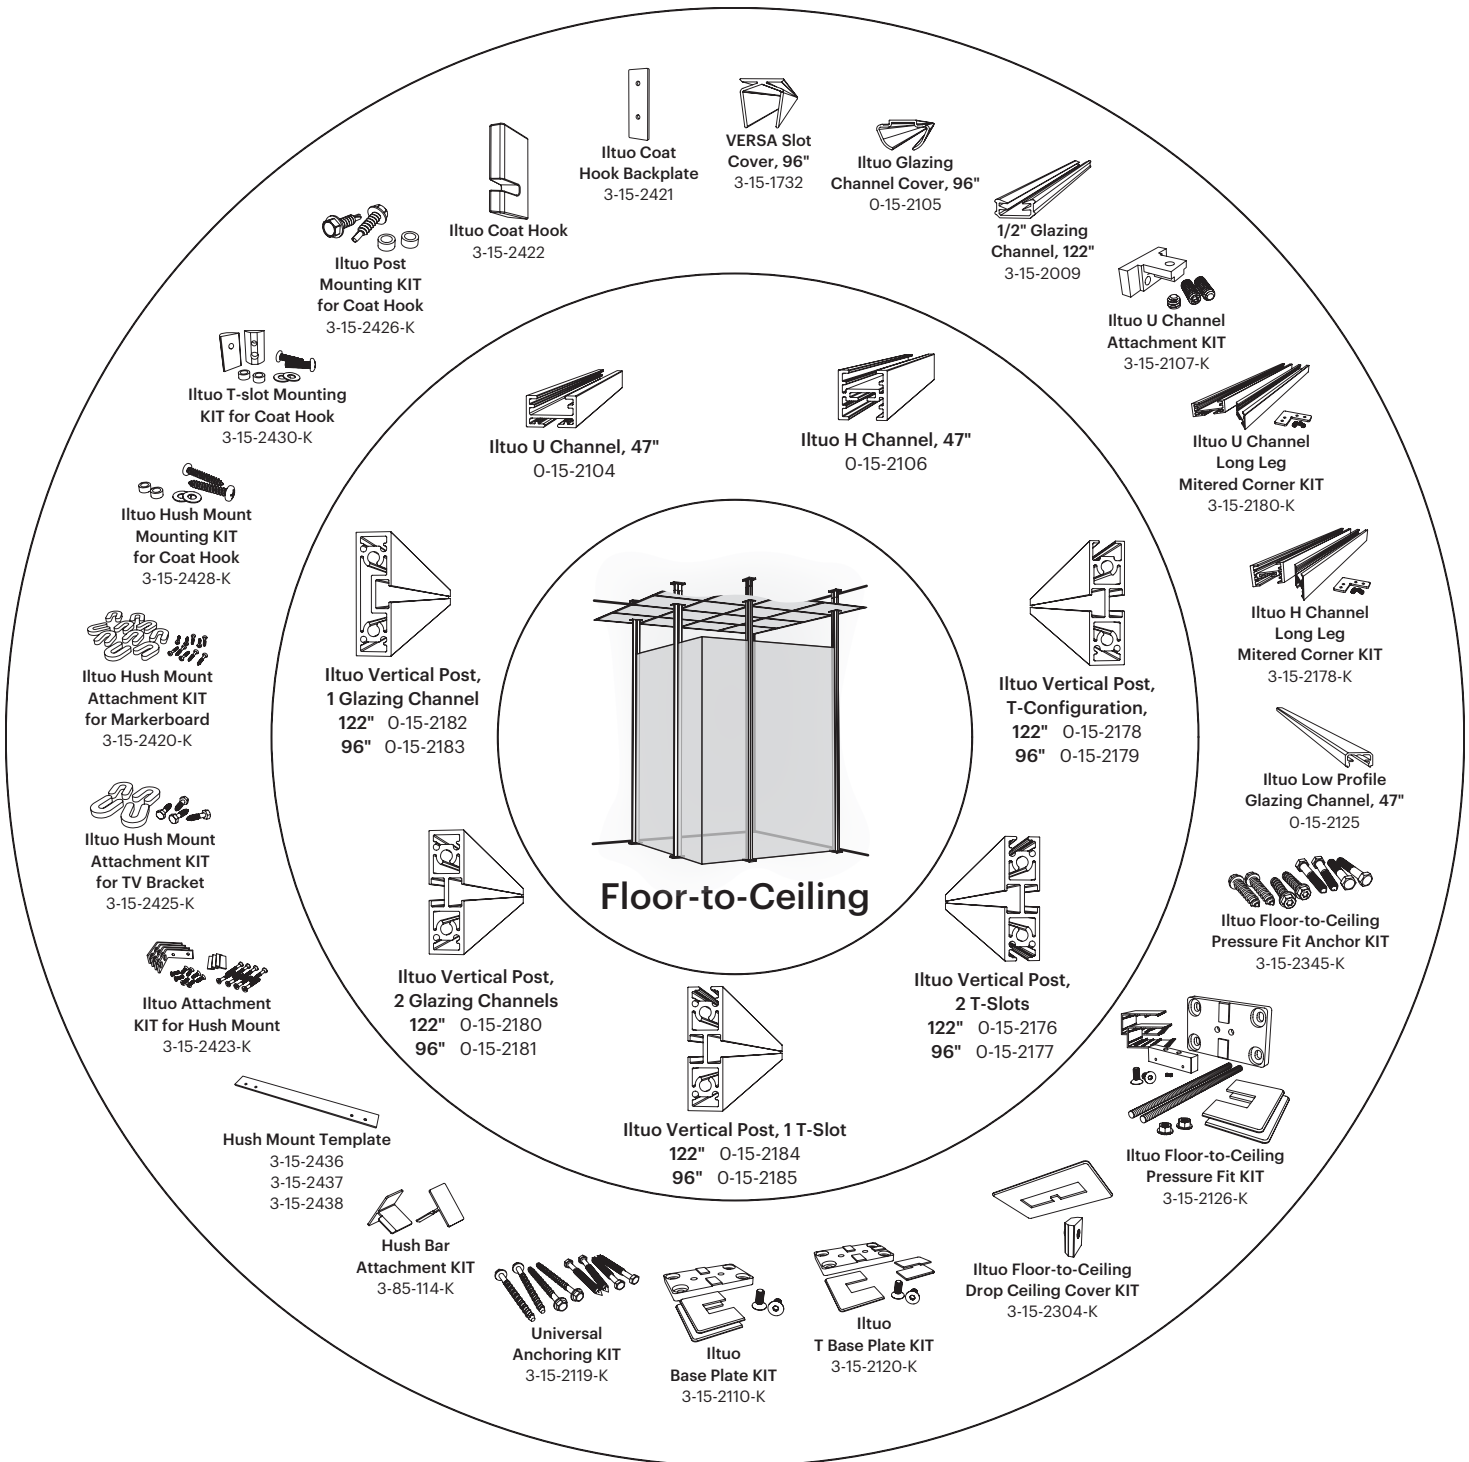 Iltuo Coat
Hook Backplate
3-15-2421
VERSA Slot
Cover, 96"
3-15-1732
Iltuo Glazing
Channel Cover, 96"
0-15-2105
1/2" Glazing
Channel, 122"
3-15-2009
Iltuo U Channel
Attachment KIT
3-15-2107-K
Iltuo U Channel
Long Leg
Mitered Corner KIT
3-15-2180-K
Iltuo H Channel
Long Leg
Mitered Corner KIT
3-15-2178-K
Iltuo Low Profile
Glazing Channel, 47"
0-15-2125
Iltuo Floor-to-Ceiling
Pressure Fit Anchor KIT
3-15-2345-K
Iltuo Floor-to-Ceiling
Pressure Fit KIT
3-15-2126-K
Iltuo Floor-to-Ceiling
Drop Ceiling Cover KIT
3-15-2304-K
Iltuo
T Base Plate KIT
3-15-2120-K
Iltuo
Base Plate KIT
3-15-2110-K
Universal
Anchoring KIT
3-15-2119-K
Hush Bar
Attachment KIT
3-85-114-K
Hush Mount Template
3-15-2436
3-15-2437
3-15-2438
Iltuo Attachment
KIT for Hush Mount
3-15-2423-K
Iltuo Hush Mount
Attachment KIT
for TV Bracket
3-15-2425-K
Iltuo Hush Mount
Attachment KIT
for Markerboard
3-15-2420-K
Iltuo Hush Mount
Mounting KIT
for Coat Hook
3-15-2428-K
Iltuo T-slot Mounting
KIT for Coat Hook
3-15-2430-K
Iltuo Post
Mounting KIT
for Coat Hook
3-15-2426-K
Iltuo Coat Hook
3-15-2422
Iltuo U Channel, 47"
0-15-2104
Iltuo H Channel, 47"
0-15-2106
Iltuo Vertical Post,
T-Configuration,
122" 0-15-2178
96" 0-15-2179
Iltuo Vertical Post,
2 T-Slots
122" 0-15-2176
96" 0-15-2177
Iltuo Vertical Post, 1 T-Slot
122" 0-15-2184
96" 0-15-2185
Iltuo Vertical Post,
2 Glazing Channels
122" 0-15-2180
96" 0-15-2181
Iltuo Vertical Post,
1 Glazing Channel
122" 0-15-2182
96" 0-15-2183
Floor-to-Ceiling